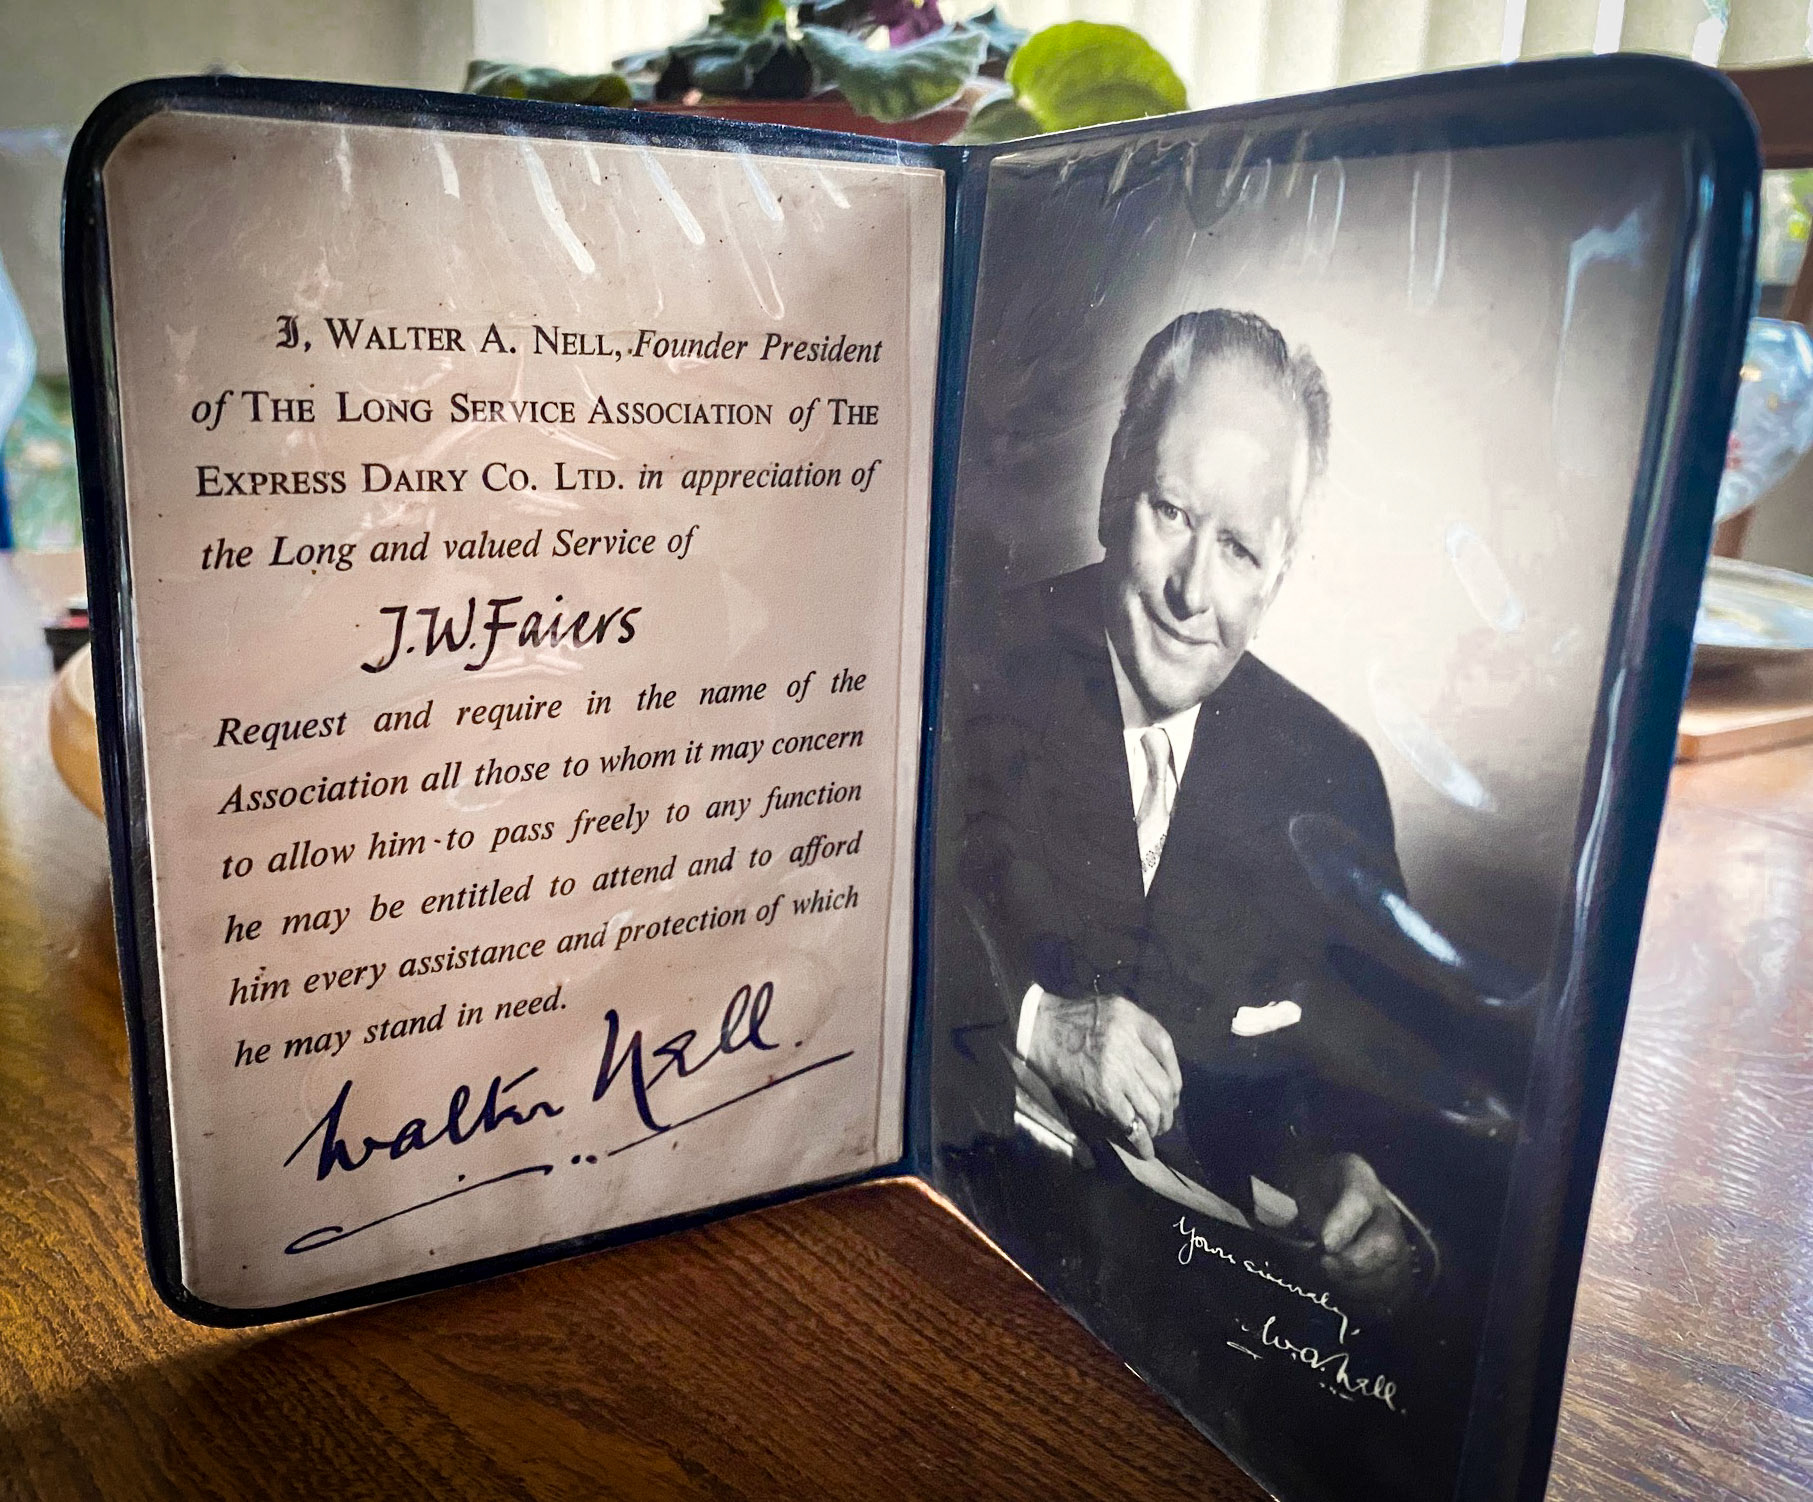 I, WALTER A. NELL, Founder President
of THE LONG SERVICE ASSOCIATION of THE
EXPRESS DAIRY CO. LTD. in appreciation of
the Long and valued Service of
J.W.Faiers
Request and require in the name of the
Association all those to whom it may concern
to allow him to pass freely to any function
he may be entitled to attend and to afford
him every assistance and protection of which
he may stand in need.
Walter Nell.
Yours sincerely,
W.A. Nell.